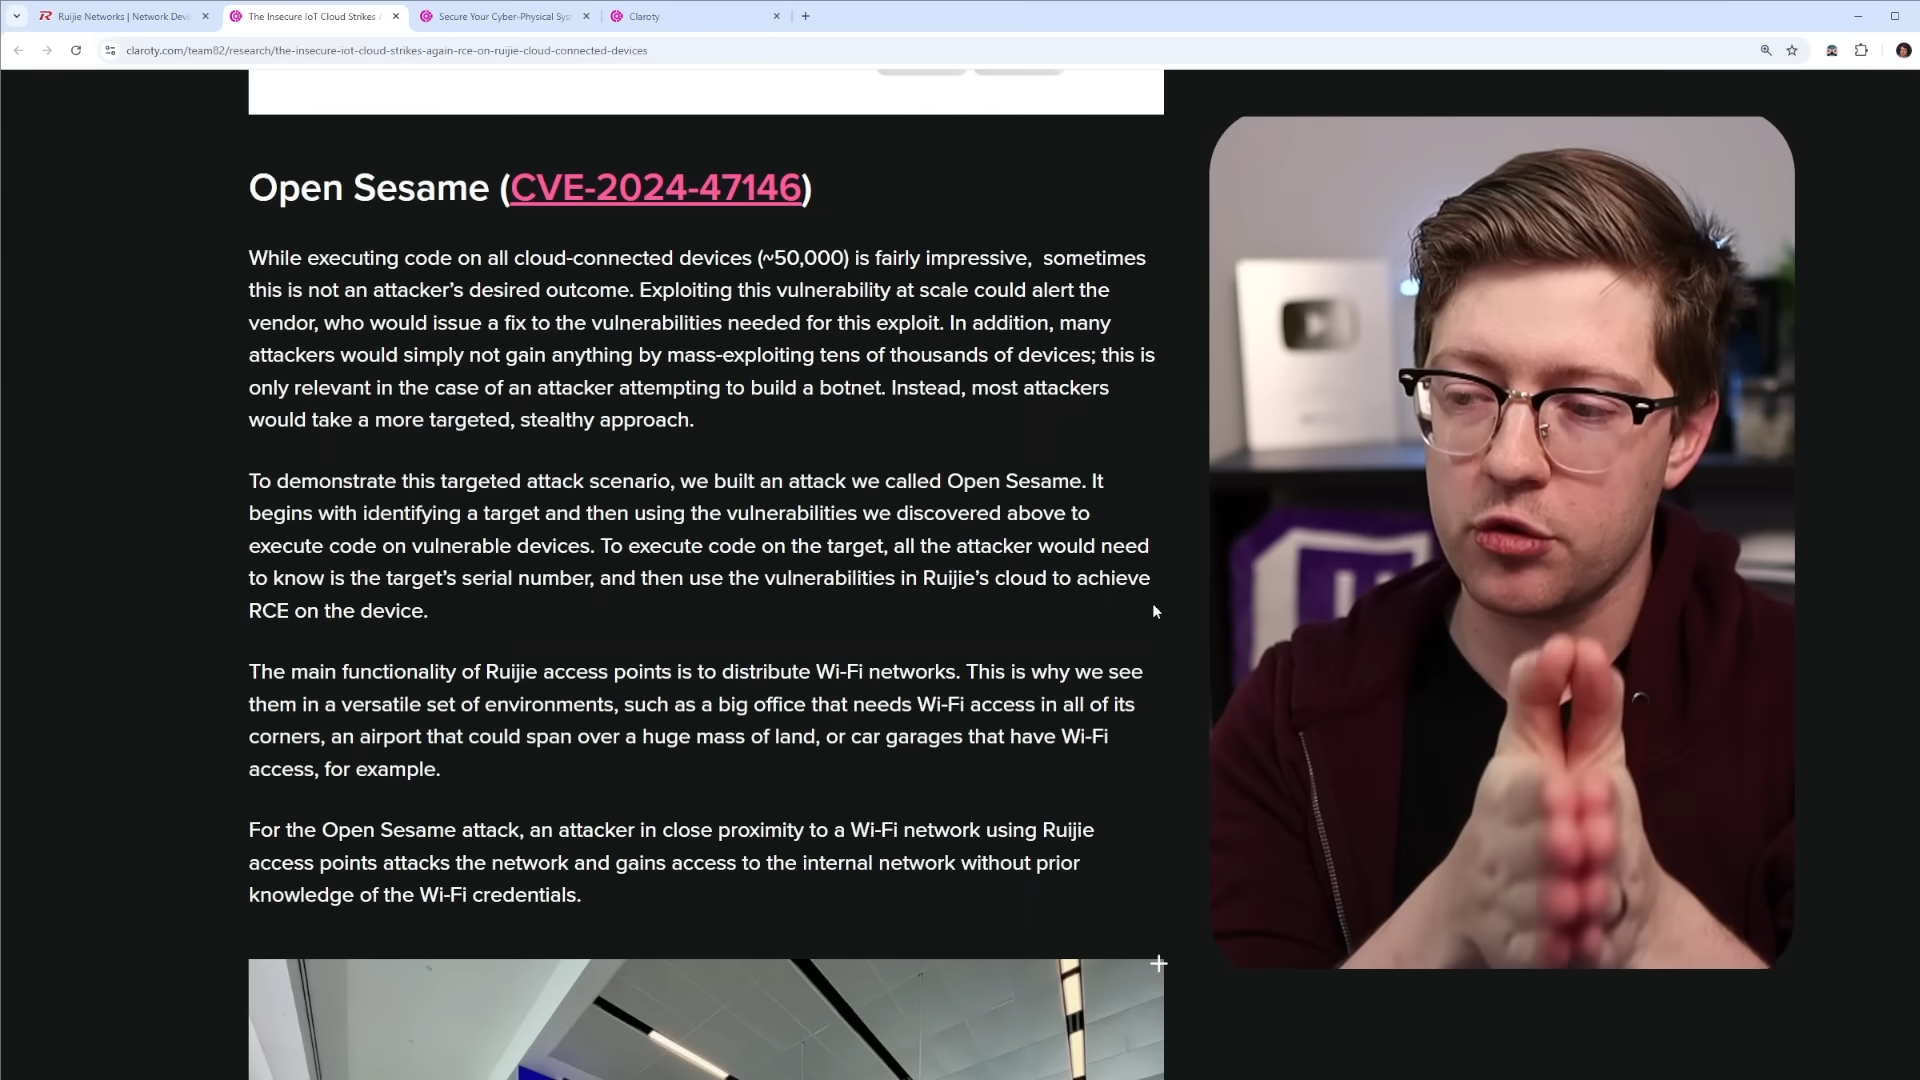 Ruijie Networks | Network Devi
The Insecure IoT Cloud Strikes A
Secure Your Cyber-Physical Sys
Claroty
claroty.com/team82/research/the-insecure-iot-cloud-strikes-again-rce-on-ruijie-cloud-connected-devices
Open Sesame (CVE-2024-47146)
While executing code on all cloud-connected devices (~50,000) is fairly impressive,  sometimes
this is not an attacker’s desired outcome. Exploiting this vulnerability at scale could alert the
vendor, who would issue a fix to the vulnerabilities needed for this exploit. In addition, many
attackers would simply not gain anything by mass-exploiting tens of thousands of devices; this is
only relevant in the case of an attacker attempting to build a botnet. Instead, most attackers
would take a more targeted, stealthy approach.
To demonstrate this targeted attack scenario, we built an attack we called Open Sesame. It
begins with identifying a target and then using the vulnerabilities we discovered above to
execute code on vulnerable devices. To execute code on the target, all the attacker would need
to know is the target’s serial number, and then use the vulnerabilities in Ruijie’s cloud to achieve
RCE on the device.
The main functionality of Ruijie access points is to distribute Wi-Fi networks. This is why we see
them in a versatile set of environments, such as a big office that needs Wi-Fi access in all of its
corners, an airport that could span over a huge mass of land, or car garages that have Wi-Fi
access, for example.
For the Open Sesame attack, an attacker in close proximity to a Wi-Fi network using Ruijie
access points attacks the network and gains access to the internal network without prior
knowledge of the Wi-Fi credentials.